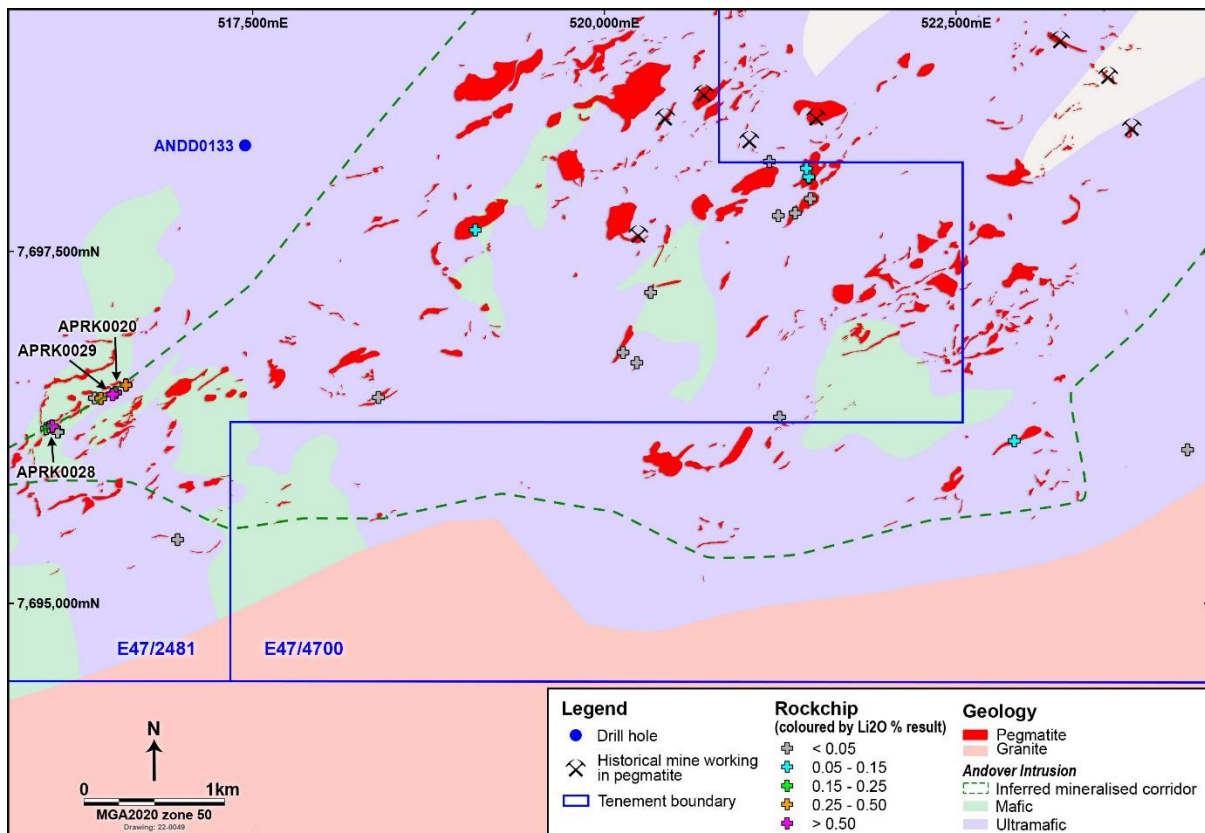 517,500mE
520,000mE
522,500mE
ANDD0133
7,697,500mN
APRK0020
APRK0029
APRK0028
7,695,000mN
E47/2481
E47/4700
N
0
1km
MGA2020 zone 50
Drawing: 22-0049
Legend
Drill hole
Historical mine working
in pegmatite
Tenement boundary
Rockchip
(coloured by Li2O % result)
< 0.05
0.05 - 0.15
0.15 - 0.25
0.25 - 0.50
> 0.50
Geology
Pegmatite
Granite
Andover Intrusion
Inferred mineralised corridor
Mafic
Ultramafic